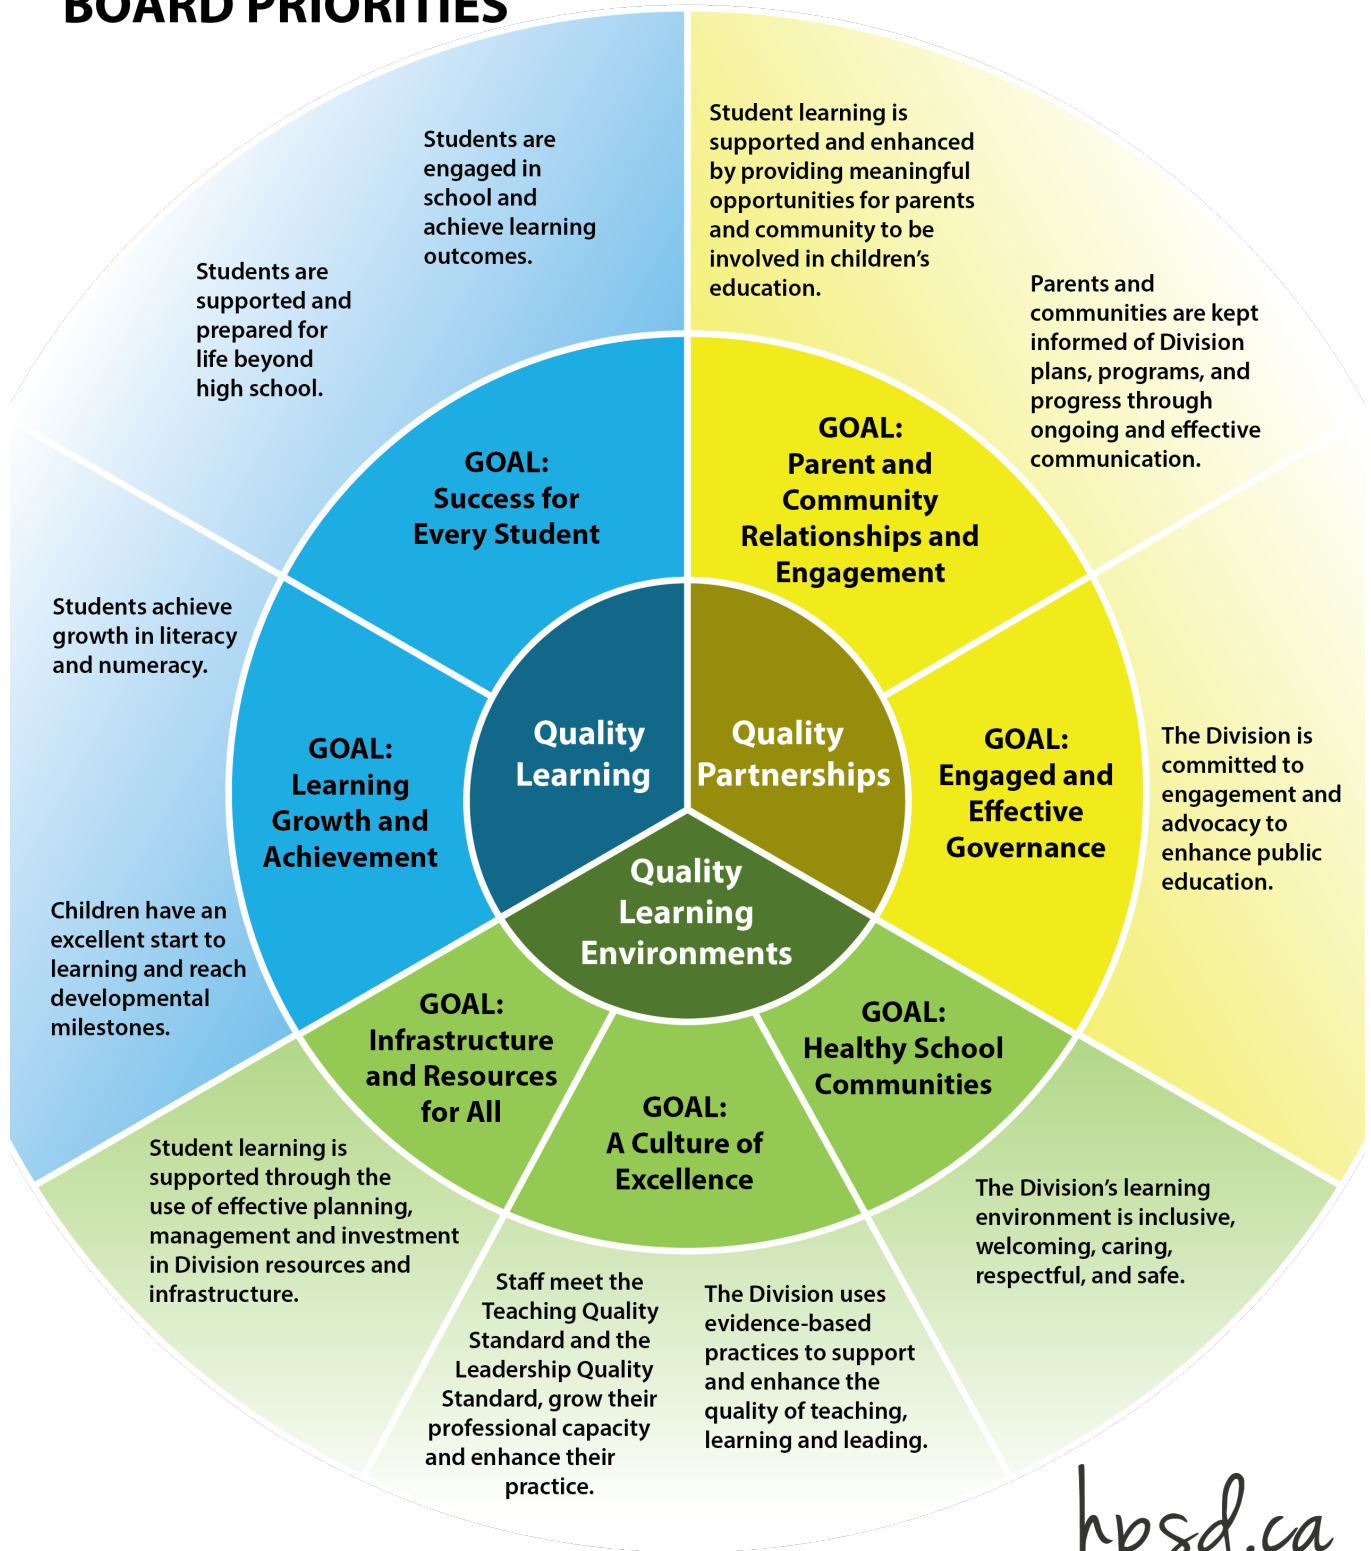 BOARD PRIORITIES
Students are
engaged in
school and
achieve learning
outcomes.
Students are
supported and
prepared for
life beyond
high school.
Student learning is
supported and enhanced
by providing meaningful
opportunities for parents
and community to be
involved in children’s
education.
Parents and
communities are kept
informed of Division
plans, programs, and
progress through
ongoing and effective
communication.
GOAL:
Success for
Every Student
GOAL:
Parent and
Community
Relationships and
Engagement
Students achieve
growth in literacy
and numeracy.
Children have an
excellent start to
learning and reach
developmental
milestones.
GOAL:
Learning
Growth and
Achievement
Quality
Learning
Quality
Partnerships
Quality
Learning
Environments
GOAL:
Engaged and
Effective
Governance
The Division is
committed to
engagement and
advocacy to
enhance public
education.
GOAL:
Infrastructure
and Resources
for All
GOAL:
A Culture of
Excellence
GOAL:
Healthy School
Communities
Student learning is
supported through the
use of effective planning,
management and investment
in Division resources and
infrastructure.
Staff meet the
Teaching Quality
Standard and the
Leadership Quality
Standard, grow their
professional capacity
and enhance their
practice.
The Division uses
evidence-based
practices to support
and enhance the
quality of teaching,
learning and leading.
The Division’s learning
environment is inclusive,
welcoming, caring,
respectful, and safe.
hpsd.ca